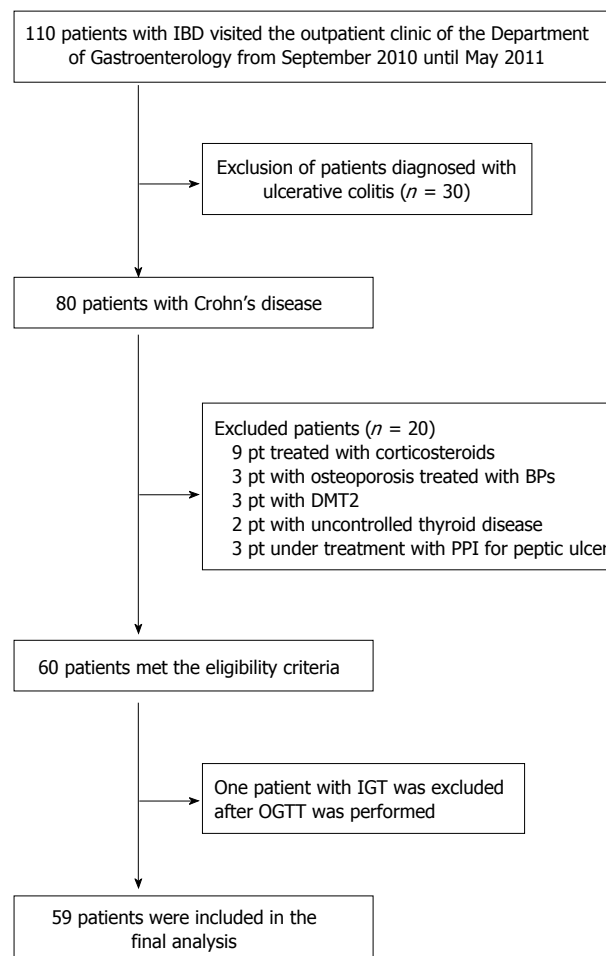 110 patients with IBD visited the outpatient clinic of the Department
of Gastroenterology from September 2010 until May 2011
Exclusion of patients diagnosed with
ulcerative colitis (n = 30)
80 patients with Crohn's disease
Excluded patients (n = 20)
9 pt treated with corticosteroids
3 pt with osteoporosis treated with BPs
3 pt with DMT2
2 pt with uncontrolled thyroid disease
3 pt under treatment with PPI for peptic ulcer
60 patients met the eligibility criteria
One patient with IGT was excluded
after OGTT was performed
59 patients were included in the
final analysis